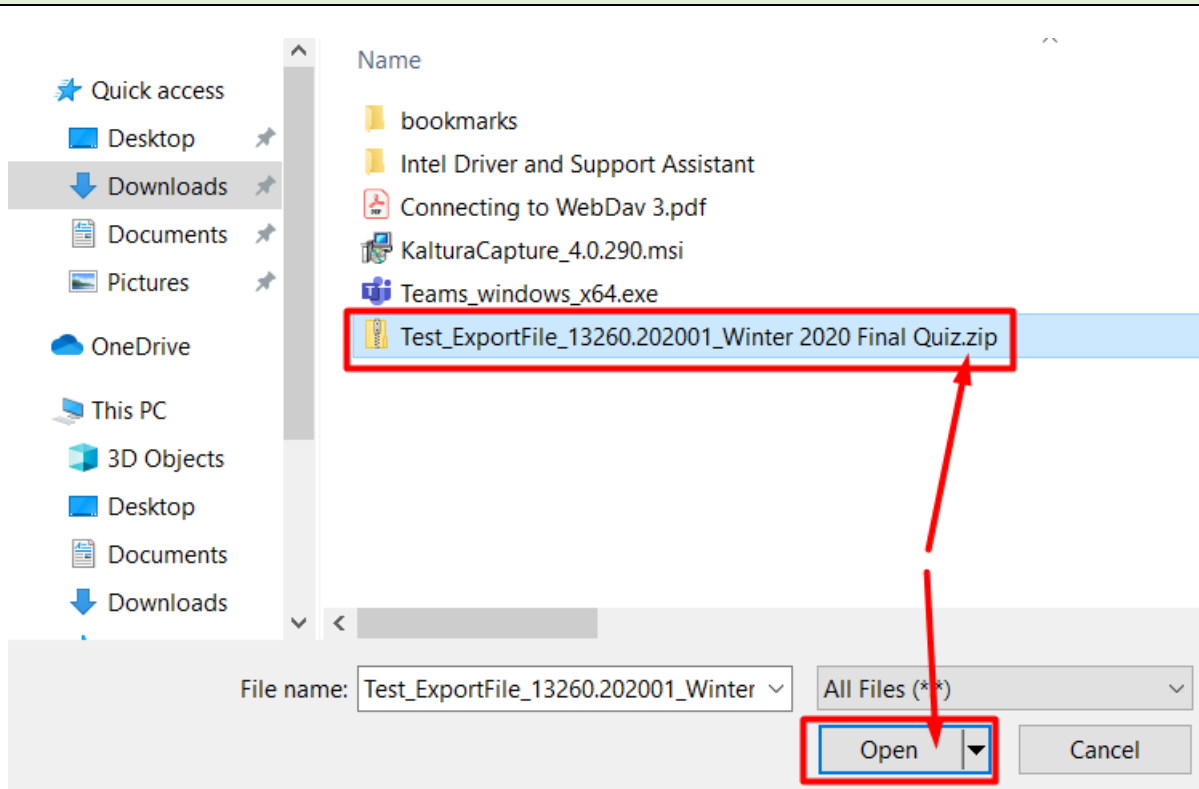 Name
Quick access
Desktop
Downloads
Documents
Pictures
OneDrive
This PC
3D Objects
Desktop
Documents
Downloads
bookmarks
Intel Driver and Support Assistant
Connecting to WebDav 3.pdf
KalturaCapture_4.0.290.msi
Teams_windows_x64.exe
Test_ExportFile_13260.202001_Winter 2020 Final Quiz.zip
File name: Test_ExportFile_13260.202001_Winter
All Files (*.*)
Open
Cancel